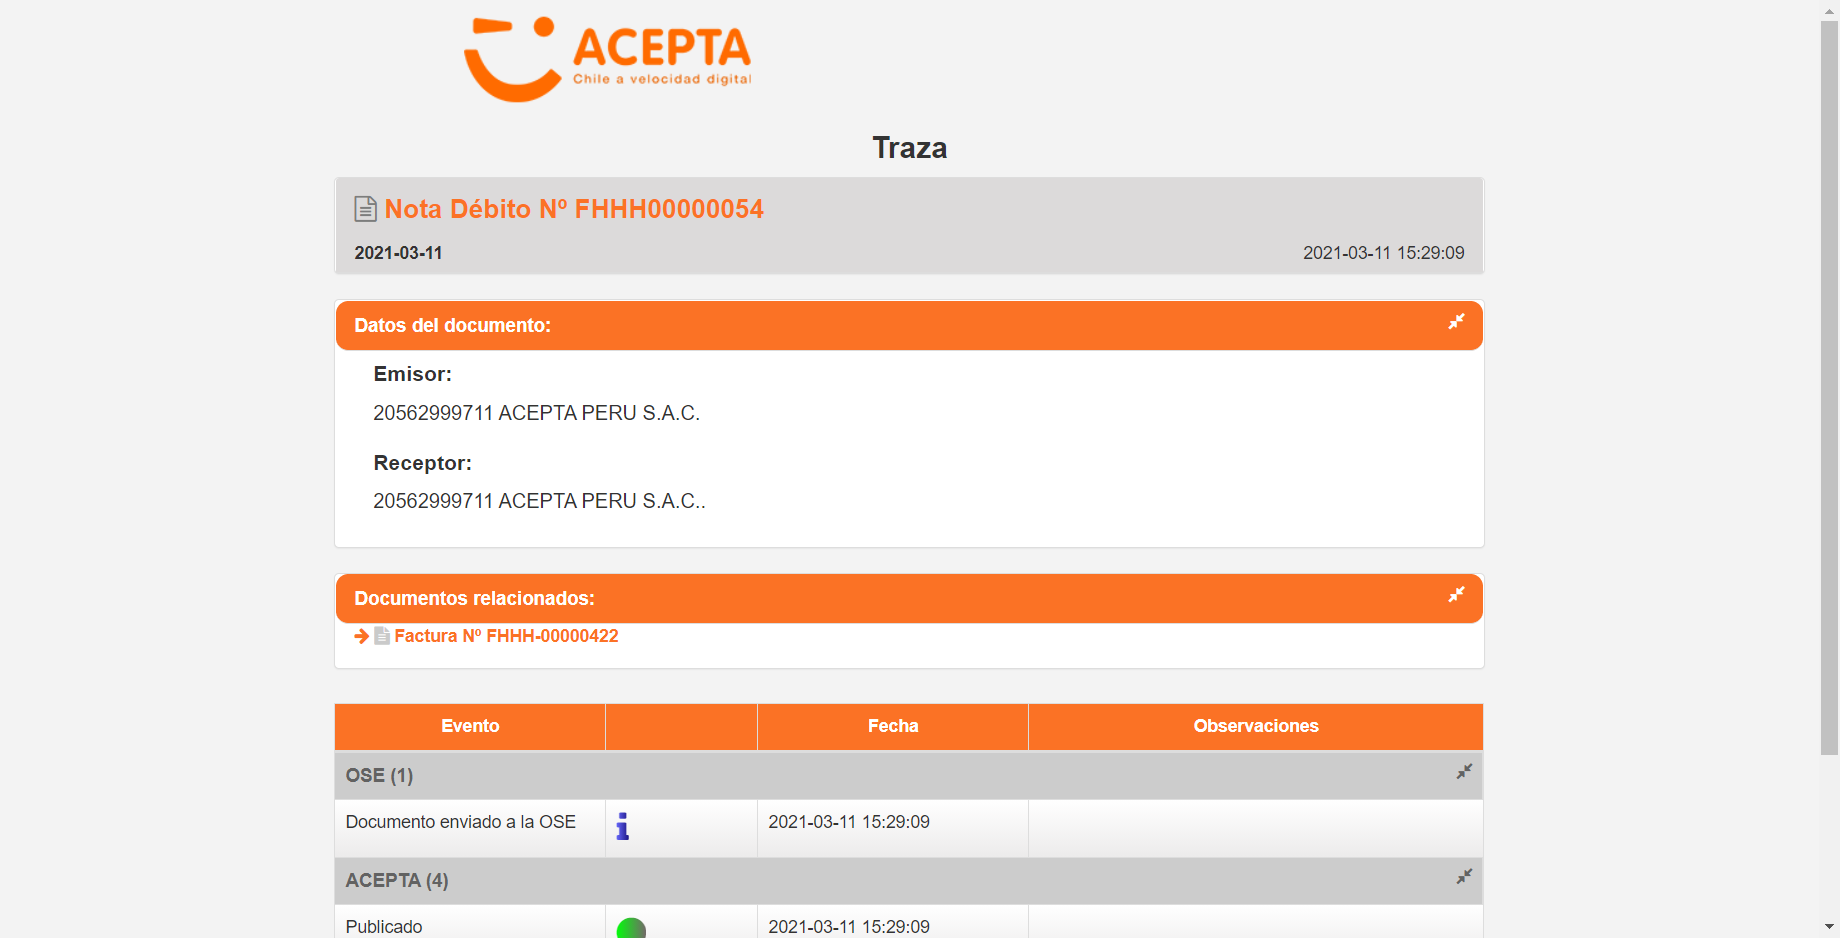 ACEPTA
Chile a velocidad digital
Traza
Nota Débito Nº FHHH00000054
2021-03-11
2021-03-11 15:29:09
Datos del documento:
Emisor:
20562999711 ACEPTA PERU S.A.C.
Receptor:
20562999711 ACEPTA PERU S.A.C..
Documentos relacionados:
Factura Nº FHHH-00000422
Evento Fecha Observaciones
OSE (1)
Documento enviado a la OSE 2021-03-11 15:29:09
ACEPTA (4)
Publicado 2021-03-11 15:29:09